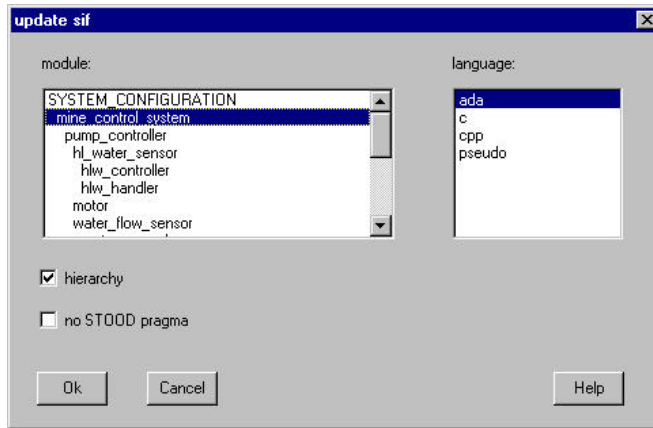 update sif
module:
SYSTEM_CONFIGURATION
mine_control_system
pump_controller
hl_water_sensor
hlw_controller
hlw_handler
motor
water_flow_sensor
language:
ada
c
cpp
pseudo
hierarchy
no STOOD pragma
Ok Cancel Help